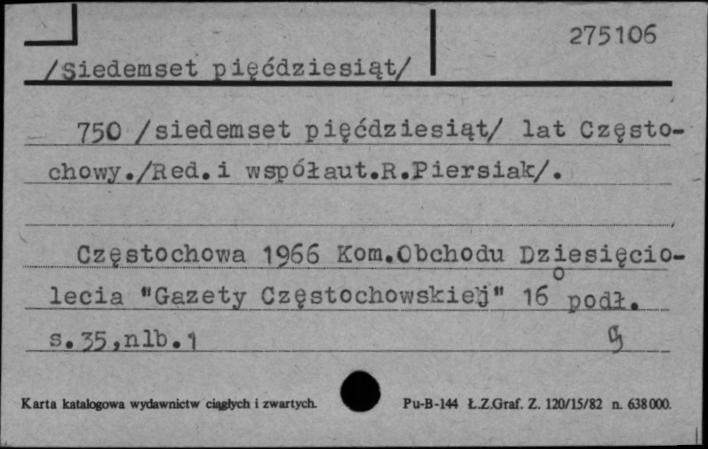 275106
/Siedemset pięćdziesiąt/
750 /siedemset pięćdziesiąt/ lat Często-
chowy./Red.i współaut.R.Piersiak/.
Częstochowa 1966 Kom.Obchodu Dziesięcio-
lecia "Gazety Częstochowskiej" 16° podł.
s.35,nlb.1
Karta katalogowa wydawnictw ciągłych i zwartych. Pu-B-144 Ł.Z.Graf. Z. 120/15/82 n. 638000.